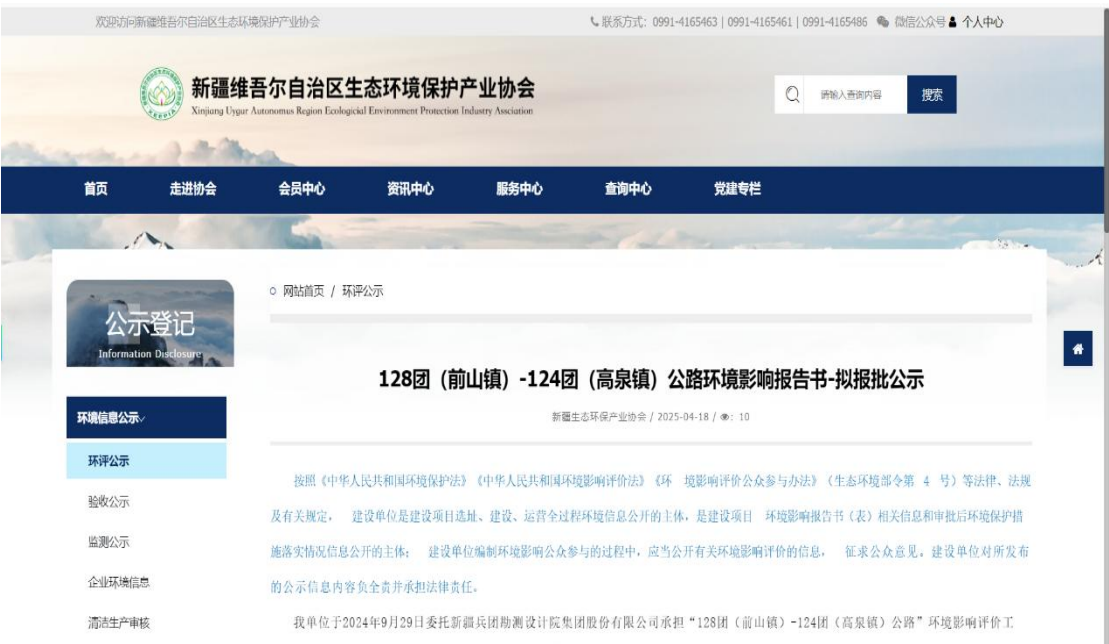 欢迎访问新疆维吾尔自治区生态环境保护产业协会
联系方式：0991-4165463 | 0991-4165461 | 0991-4165486 微信公众号 个人中心
新疆维吾尔自治区生态环境保护产业协会
Xinjiang Uygur Autonomus Region Ecologicid Environment Protection Industry Assciation
XEEPIA
请输入查询内容 搜索
首页 走进协会 会员中心 资讯中心 服务中心 查询中心 党建专栏
公示登记
Information Disclosure
环境信息公示
环评公示
验收公示
监测公示
企业环境信息
清洁生产审核
网站首页 / 环评公示
128团（前山镇）-124团（高泉镇）公路环境影响报告书-拟报批公示
新疆生态环保产业协会 / 2025-04-18 / : 10
按照《中华人民共和国环境保护法》《中华人民共和国环境影响评价法》《环 境影响评价公众参与办法》（生态环境部令第 4 号）等法律、法规
及有关规定， 建设单位是建设项目选址、建设、运营全过程环境信息公开的主体，是建设项目 环境影响报告书（表）相关信息和审批后环境保护措
施落实情况信息公开的主体； 建设单位编制环境影响公众参与的过程中，应当公开有关环境影响评价的信息， 征求公众意见。建设单位对所发布
的公示信息内容负全责并承担法律责任。
我单位于2024年9月29日委托新疆兵团勘测设计院集团股份有限公司承担“128团（前山镇）-124团（高泉镇）公路”环境影响评价工